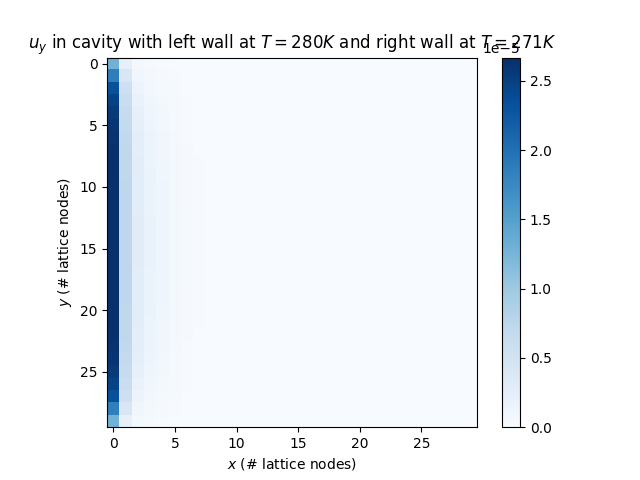 u_y in cavity with left wall at T = 280K and right wall at T = 271K
1e−5
0
5
10
15
20
25
y (# lattice nodes)
0 5 10 15 20 25
x (# lattice nodes)
2.5
2.0
1.5
1.0
0.5
0.0